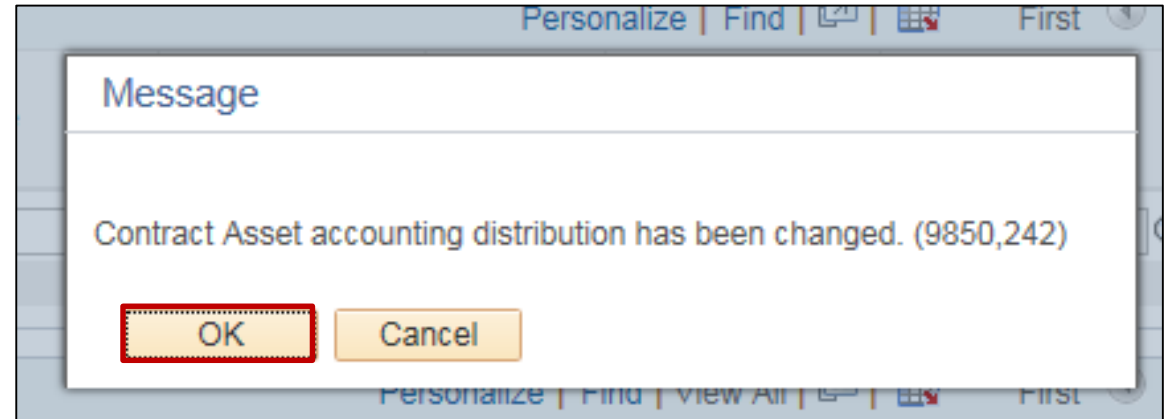 Personalize | Find | First
Message
Contract Asset accounting distribution has been changed. (9850,242)
OK Cancel
Personalize | Find | View All | First